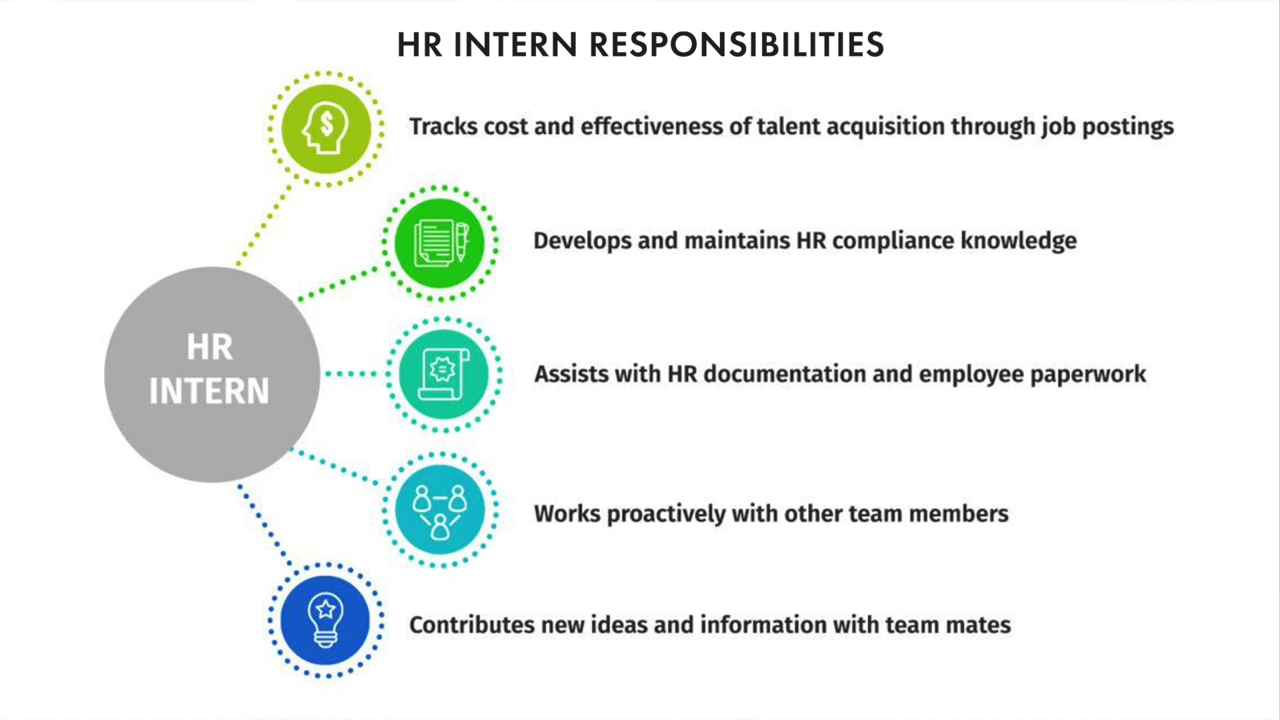 HR INTERN RESPONSIBILITIES
$
Tracks cost and effectiveness of talent acquisition through job postings
Develops and maintains HR compliance knowledge
HR
INTERN
Assists with HR documentation and employee paperwork
Works proactively with other team members
Contributes new ideas and information with team mates